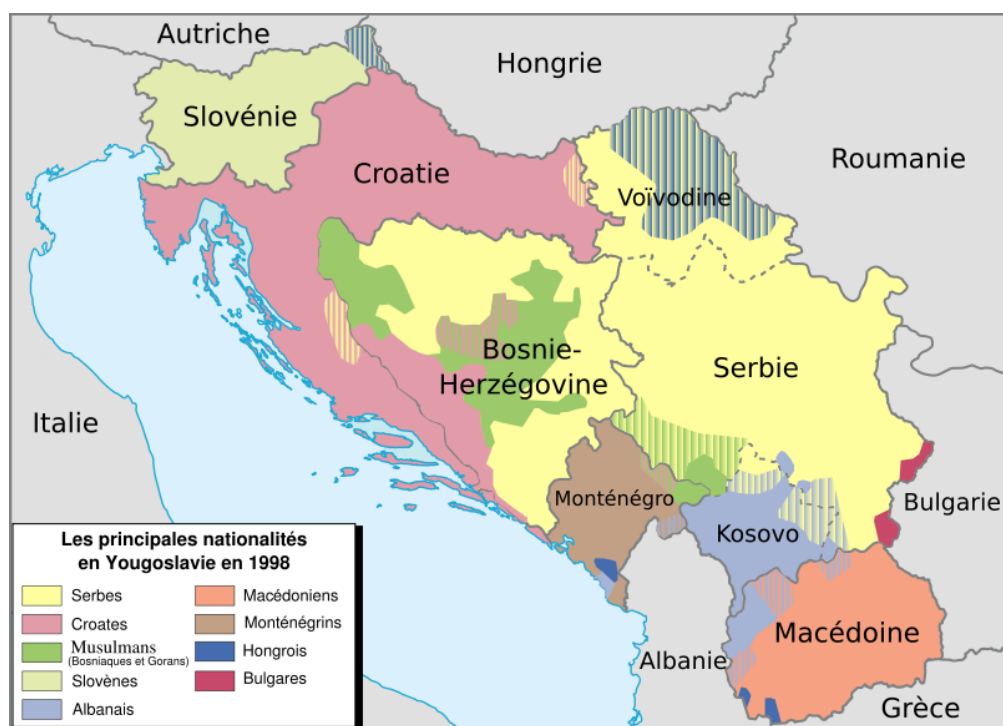 Autriche
Hongrie
Slovénie
Roumanie
Croatie
Voïvodine
Bosnie-
Herzégovine
Serbie
Italie
Monténégro
Bulgarie
Kosovo
Macédoine
Albanie
Grèce
Les principales nationalités
en Yougoslavie en 1998
Serbes
Croates
Musulmans
(Bosniaques et Gorans)
Slovènes
Albanais
Macédoniens
Monténégrins
Hongrois
Bulgares